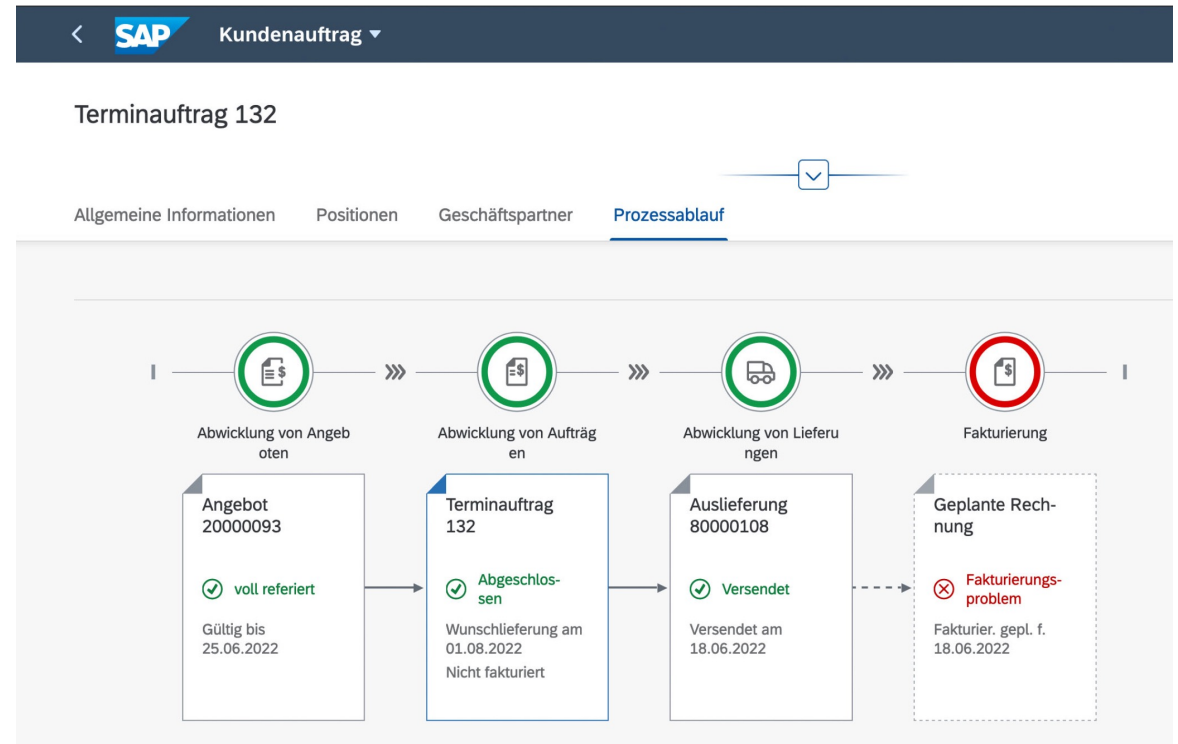 SAP Kundenauftrag
Terminauftrag 132
Allgemeine Informationen Positionen Geschäftspartner Prozessablauf
Abwicklung von Angeb
oten
Abwicklung von Aufträg
en
Abwicklung von Lieferu
ngen
Fakturierung
Angebot
20000093
voll referiert
Gültig bis
25.06.2022
Terminauftrag
132
Abgeschlos-
sen
Wunschlieferung am
01.08.2022
Nicht fakturiert
Auslieferung
80000108
Versendet
Versendet am
18.06.2022
Geplante Rech-
nung
Fakturierungs-
problem
Fakturier. gepl. f.
18.06.2022